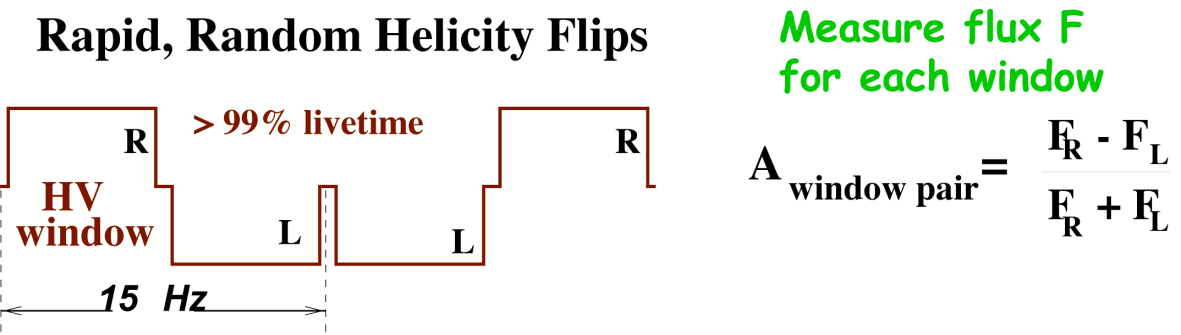 Rapid, Random Helicity Flips
> 99% livetime
R
R
HV
window
L
L
15 Hz
Measure flux F
for each window
A window pair = F_R - F_L
F_R + F_L